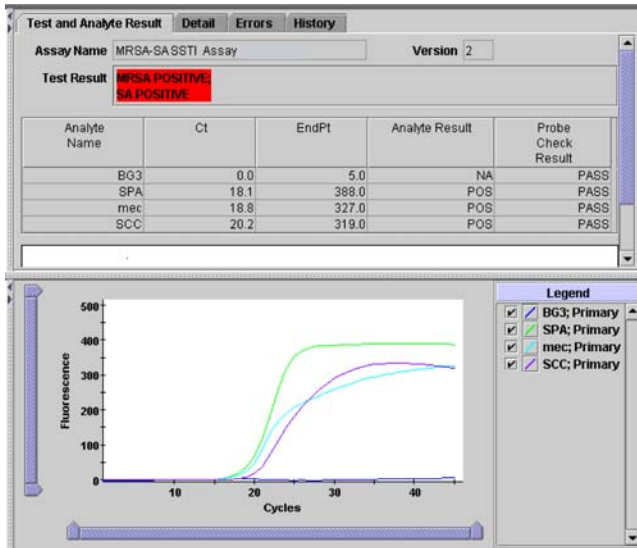 Test and Analyte Result Detail Errors History
Assay Name MRSA-SA SSTI Assay Version 2
Test Result MRSA POSITIVE;
SA POSITIVE
Analyte Name Ct EndPt Analyte Result Probe Check Result
BG3 0.0 5.0 NA PASS
SPA 18.1 388.0 POS PASS
mec 18.8 327.0 POS PASS
SCC 20.2 319.0 POS PASS
Legend
BG3; Primary
SPA; Primary
mec; Primary
SCC; Primary
500
400
300
200
100
0
Fluorescence
10 20 30 40
Cycles